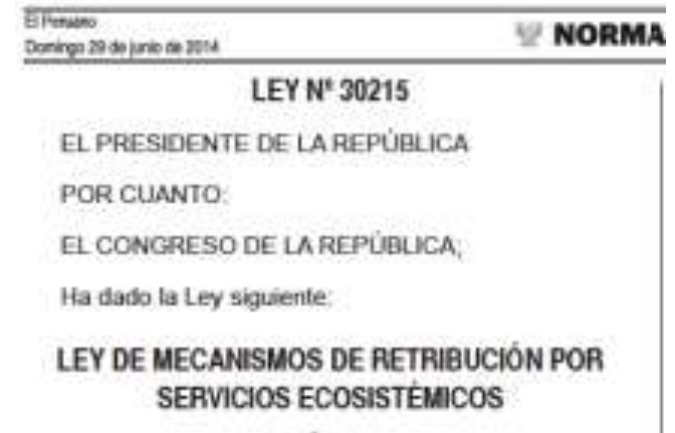 El Peruano
Domingo 29 de junio de 2014
NORMA
LEY Nº 30215
EL PRESIDENTE DE LA REPÚBLICA
POR CUANTO:
EL CONGRESO DE LA REPÚBLICA;
Ha dado la Ley siguiente:
LEY DE MECANISMOS DE RETRIBUCIÓN POR
SERVICIOS ECOSISTÉMICOS